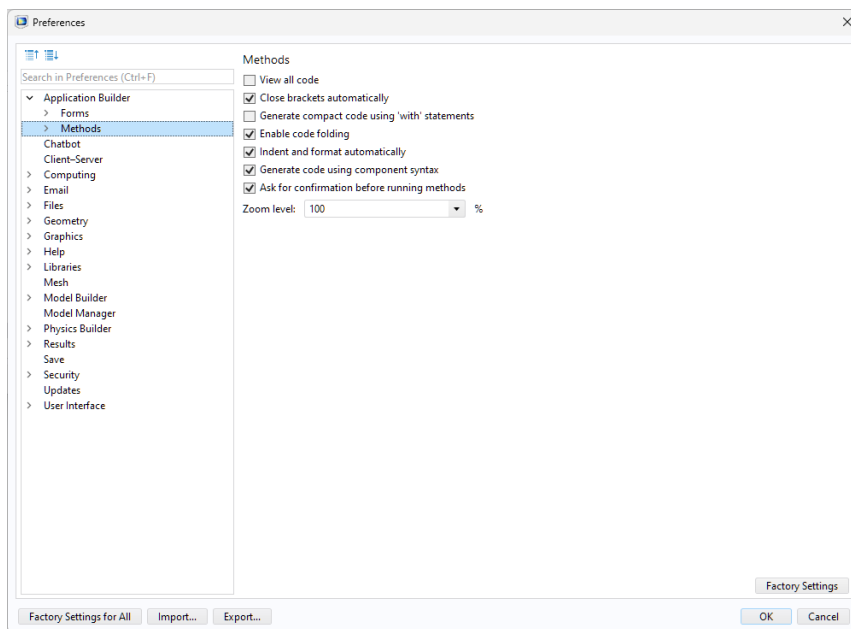 Preferences
Search in Preferences (Ctrl+F)
Application Builder
Forms
Methods
Chatbot
Client–Server
Computing
Email
Files
Geometry
Graphics
Help
Libraries
Mesh
Model Builder
Model Manager
Physics Builder
Results
Save
Security
Updates
User Interface
Methods
View all code
Close brackets automatically
Generate compact code using 'with' statements
Enable code folding
Indent and format automatically
Generate code using component syntax
Ask for confirmation before running methods
Zoom level: 100 %
Factory Settings
Factory Settings for All Import... Export... OK Cancel